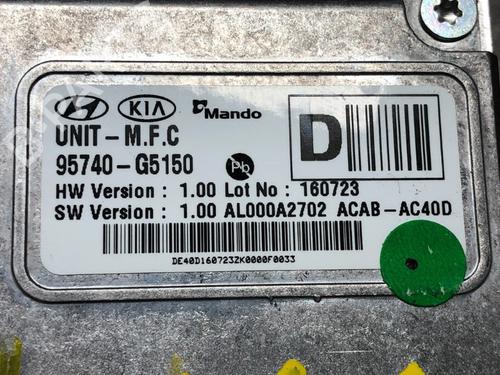 HYUNDAI KIA Mando
D
UNIT-M.F.C
95740-G5150 Pb
HW Version : 1.00 Lot No : 160723
SW Version : 1.00 AL000A2702 ACAB-AC40D
DE40D160723ZK0000F0033